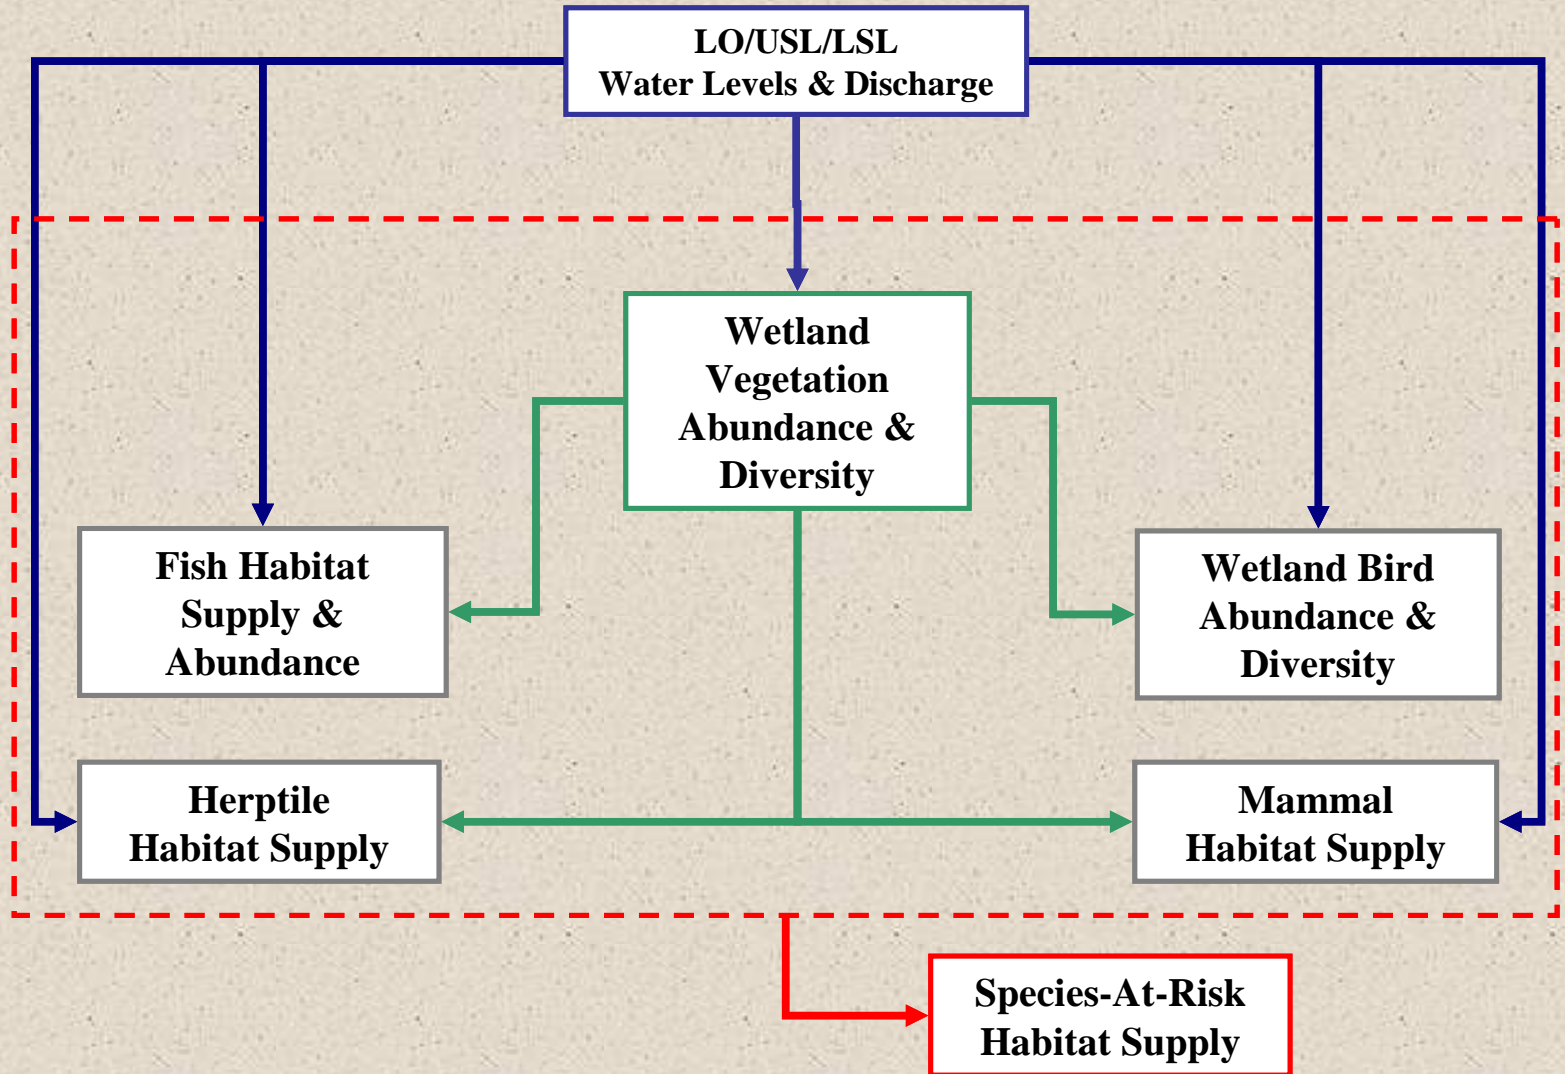 LO/USL/LSL
Water Levels & Discharge
Wetland
Vegetation
Abundance &
Diversity
Fish Habitat
Supply &
Abundance
Wetland Bird
Abundance &
Diversity
Herptile
Habitat Supply
Mammal
Habitat Supply
Species-At-Risk
Habitat Supply